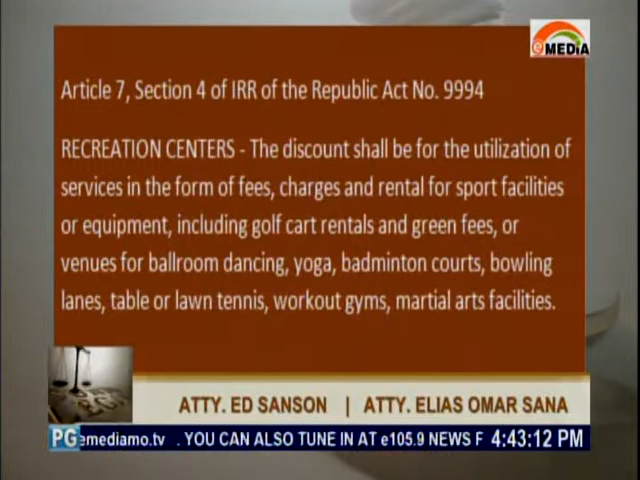 eMEDIA
Article 7, Section 4 of IRR of the Republic Act No. 9994
RECREATION CENTERS - The discount shall be for the utilization of
services in the form of fees, charges and rental for sport facilities
or equipment, including golf cart rentals and green fees, or
venues for ballroom dancing, yoga, badminton courts, bowling
lanes, table or lawn tennis, workout gyms, martial arts facilities.
ATTY. ED SANSON | ATTY. ELIAS OMAR SANA
PG emediamo.tv . YOU CAN ALSO TUNE IN AT e105.9 NEWS F 4:43:12 PM